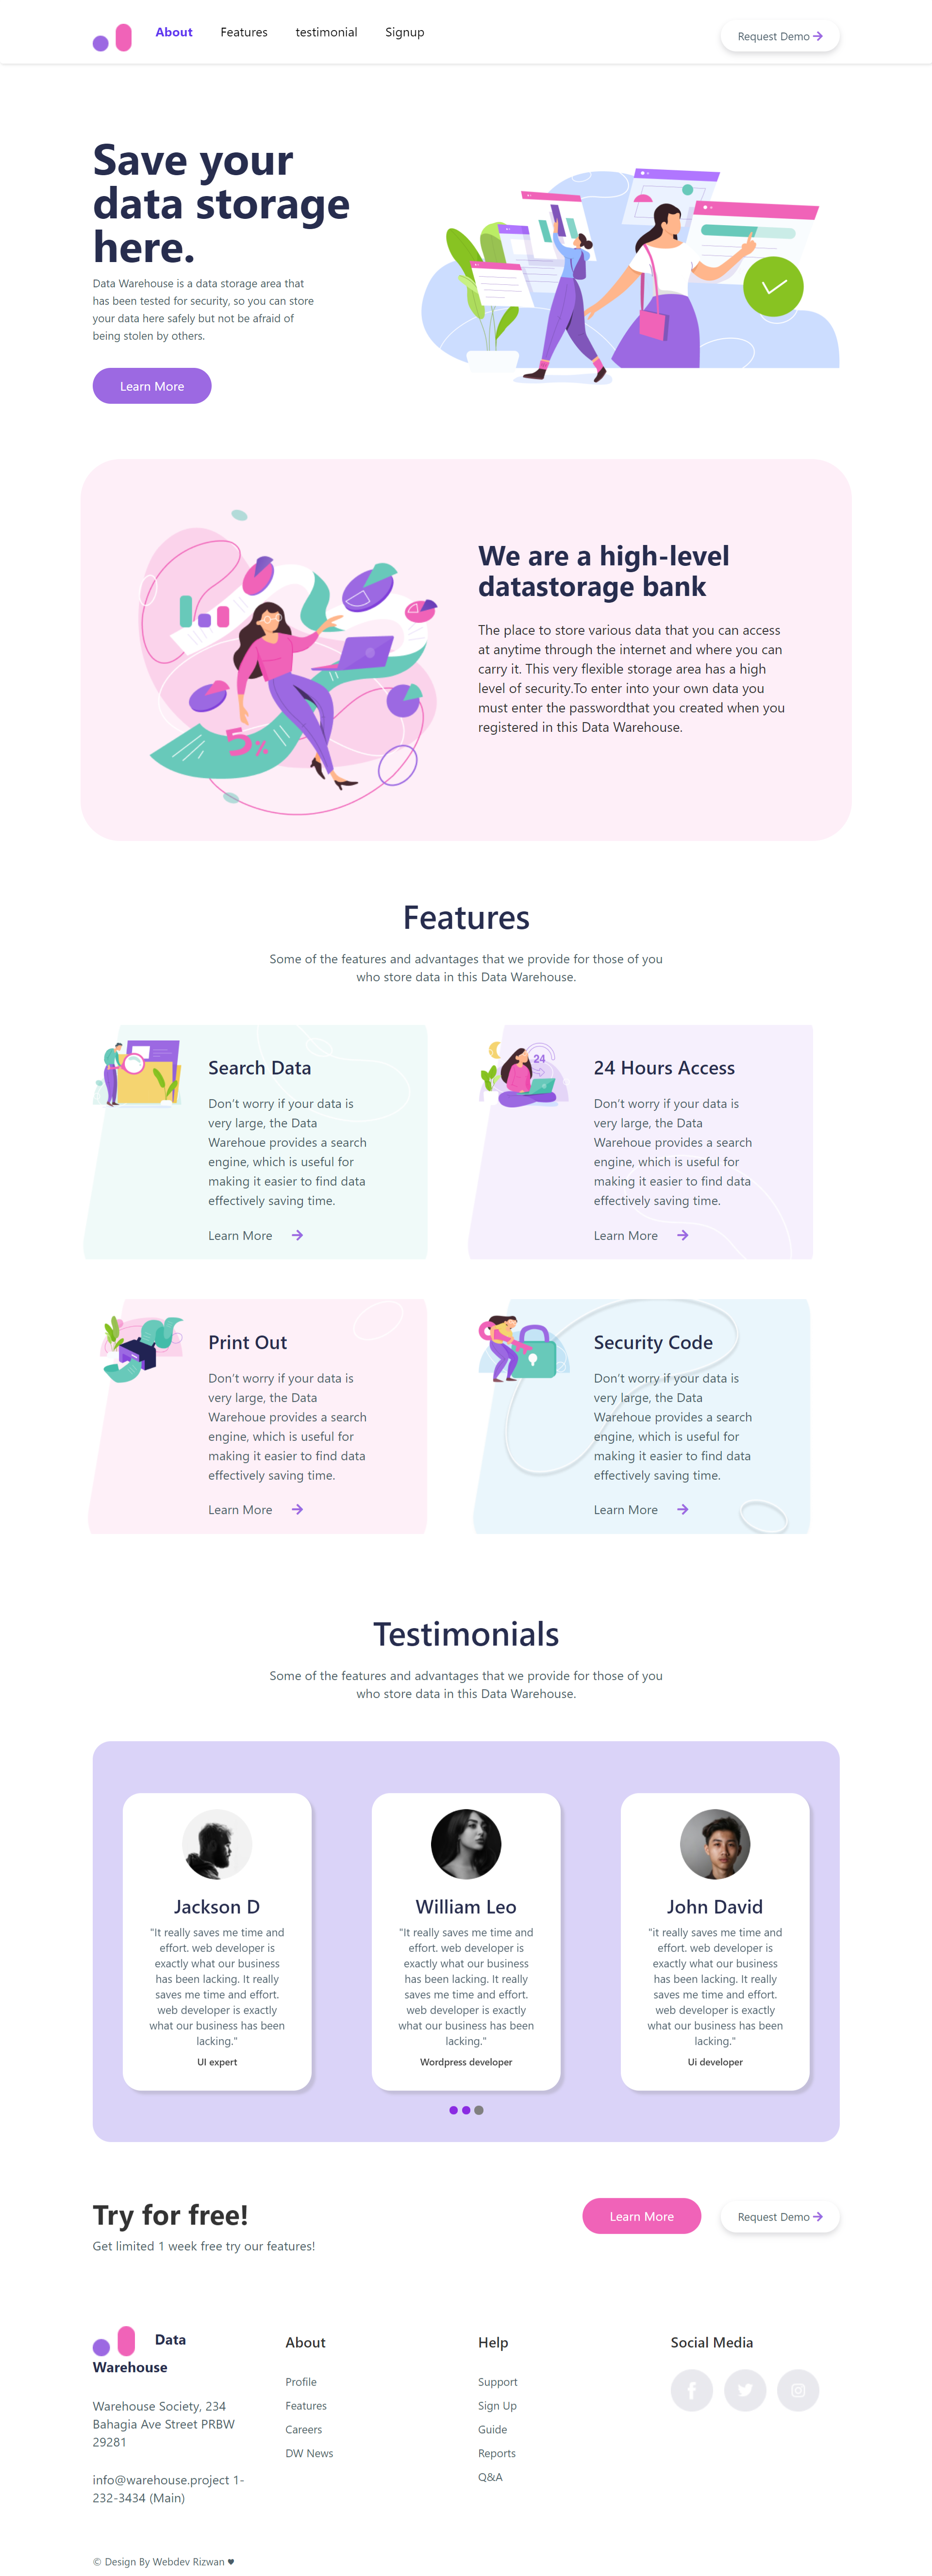 About Features testimonial Signup Request Demo
Save your
data storage
here.
Data Warehouse is a data storage area that
has been tested for security, so you can store
your data here safely but not be afraid of
being stolen by others.
Learn More
5%
We are a high-level
datastorage bank
The place to store various data that you can access
at anytime through the internet and where you can
carry it. This very flexible storage area has a high
level of security.To enter into your own data you
must enter the passwordthat you created when you
registered in this Data Warehouse.
Features
Some of the features and advantages that we provide for those of you
who store data in this Data Warehouse.
Search Data
Don't worry if your data is
very large, the Data
Warehoue provides a search
engine, which is useful for
making it easier to find data
effectively saving time.
Learn More
24
24 Hours Access
Don't worry if your data is
very large, the Data
Warehoue provides a search
engine, which is useful for
making it easier to find data
effectively saving time.
Learn More
Print Out
Don't worry if your data is
very large, the Data
Warehoue provides a search
engine, which is useful for
making it easier to find data
effectively saving time.
Learn More
Security Code
Don't worry if your data is
very large, the Data
Warehoue provides a search
engine, which is useful for
making it easier to find data
effectively saving time.
Learn More
Testimonials
Some of the features and advantages that we provide for those of you
who store data in this Data Warehouse.
Jackson D
"It really saves me time and
effort. web developer is
exactly what our business
has been lacking. It really
saves me time and effort.
web developer is exactly
what our business has been
lacking."
UI expert
William Leo
"It really saves me time and
effort. web developer is
exactly what our business
has been lacking. It really
saves me time and effort.
web developer is exactly
what our business has been
lacking."
Wordpress developer
John David
"it really saves me time and
effort. web developer is
exactly what our business
has been lacking. It really
saves me time and effort.
web developer is exactly
what our business has been
lacking."
Ui developer
Try for free!
Get limited 1 week free try our features!
Learn More
Request Demo
Data
Warehouse
Warehouse Society, 234
Bahagia Ave Street PRBW
29281
info@warehouse.project 1-
232-3434 (Main)
About
Profile
Features
Careers
DW News
Help
Support
Sign Up
Guide
Reports
Q&A
Social Media
© Design By Webdev Rizwan ♥